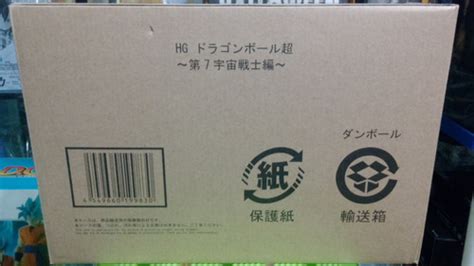 HG ドラゴンボール超
〜第7宇宙戦士編〜
ダンボール
紙
保護紙
輸送箱
4549660199830